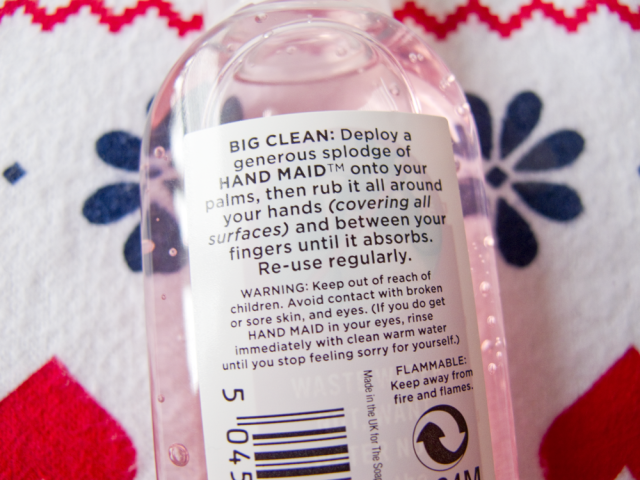 BIG CLEAN: Deploy a
generous splodge of
HAND MAID™ onto your
palms, then rub it all around
your hands (covering all
surfaces) and between your
fingers until it absorbs.
Re-use regularly.
WARNING: Keep out of reach of
children. Avoid contact with broken
or sore skin, and eyes. (If you do get
HAND MAID in your eyes, rinse
immediately with clean warm water
until you stop feeling sorry for yourself.)
FLAMMABLE:
Keep away from
fire and flames.
Made in the UK for The Soap
5 045
24M